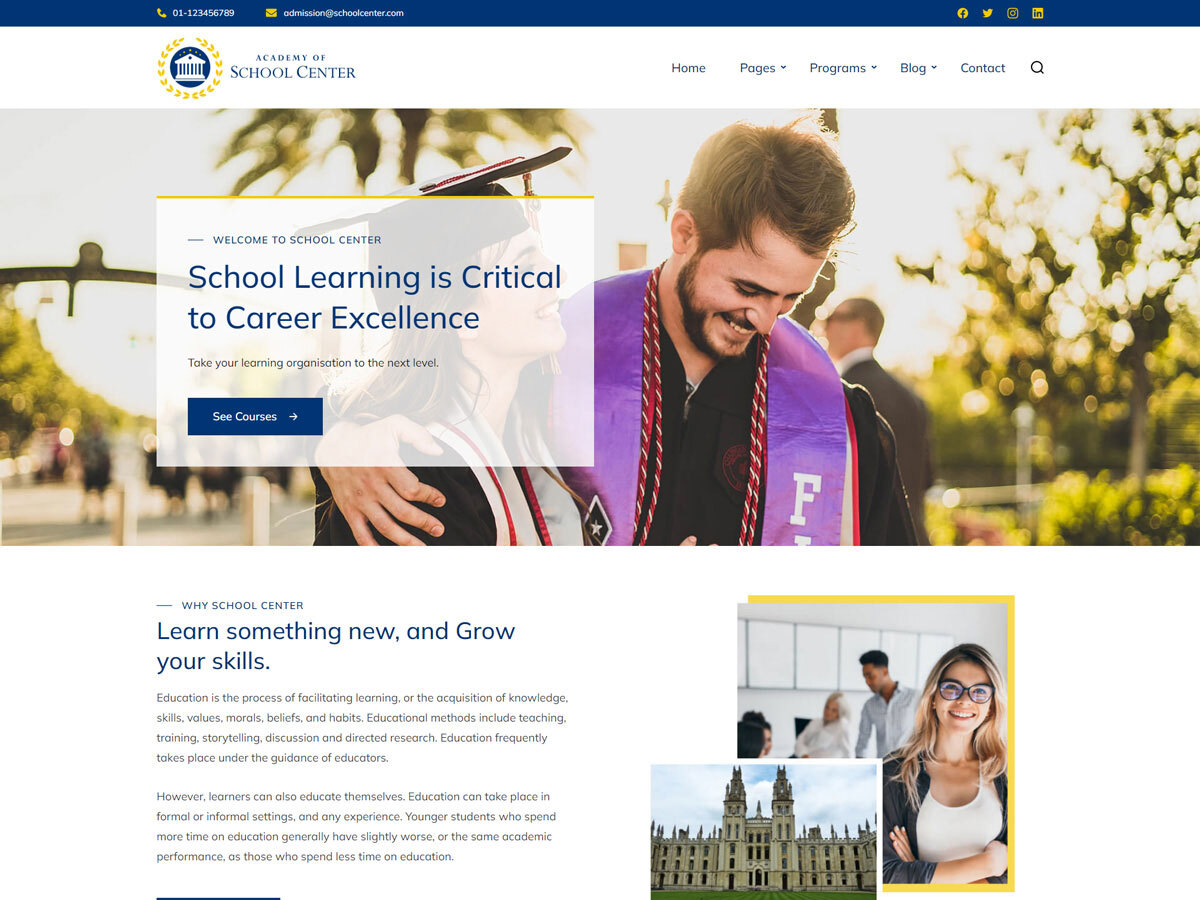 01-123456789
admission@schoolcenter.com
ACADEMY OF
SCHOOL CENTER
Home
Pages
Programs
Blog
Contact
WELCOME TO SCHOOL CENTER
School Learning is Critical
to Career Excellence
Take your learning organisation to the next level.
See Courses
WHY SCHOOL CENTER
Learn something new, and Grow
your skills.
Education is the process of facilitating learning, or the acquisition of knowledge,
skills, values, morals, beliefs, and habits. Educational methods include teaching,
training, storytelling, discussion and directed research. Education frequently
takes place under the guidance of educators.
However, learners can also educate themselves. Education can take place in
formal or informal settings, and any experience. Younger students who spend
more time on education generally have slightly worse, or the same academic
performance, as those who spend less time on education.